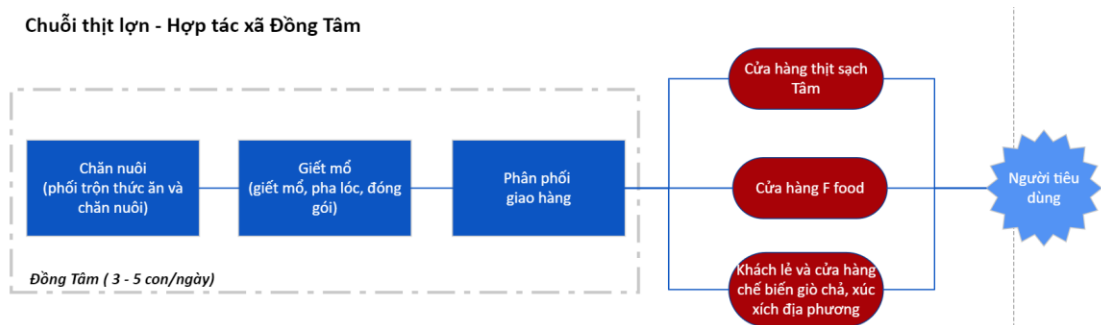 Chuỗi thịt lợn - Hợp tác xã Đồng Tâm
Chăn nuôi
(phối trộn thức ăn và
chăn nuôi)
Giết mổ
(giết mổ, pha lóc, đóng
gói)
Phân phối
giao hàng
Cửa hàng thịt sạch
Tâm
Cửa hàng F food
Khách lẻ và cửa hàng
chế biến giò chả, xúc
xích địa phương
Người tiêu
dùng
Đồng Tâm ( 3 - 5 con/ngày)